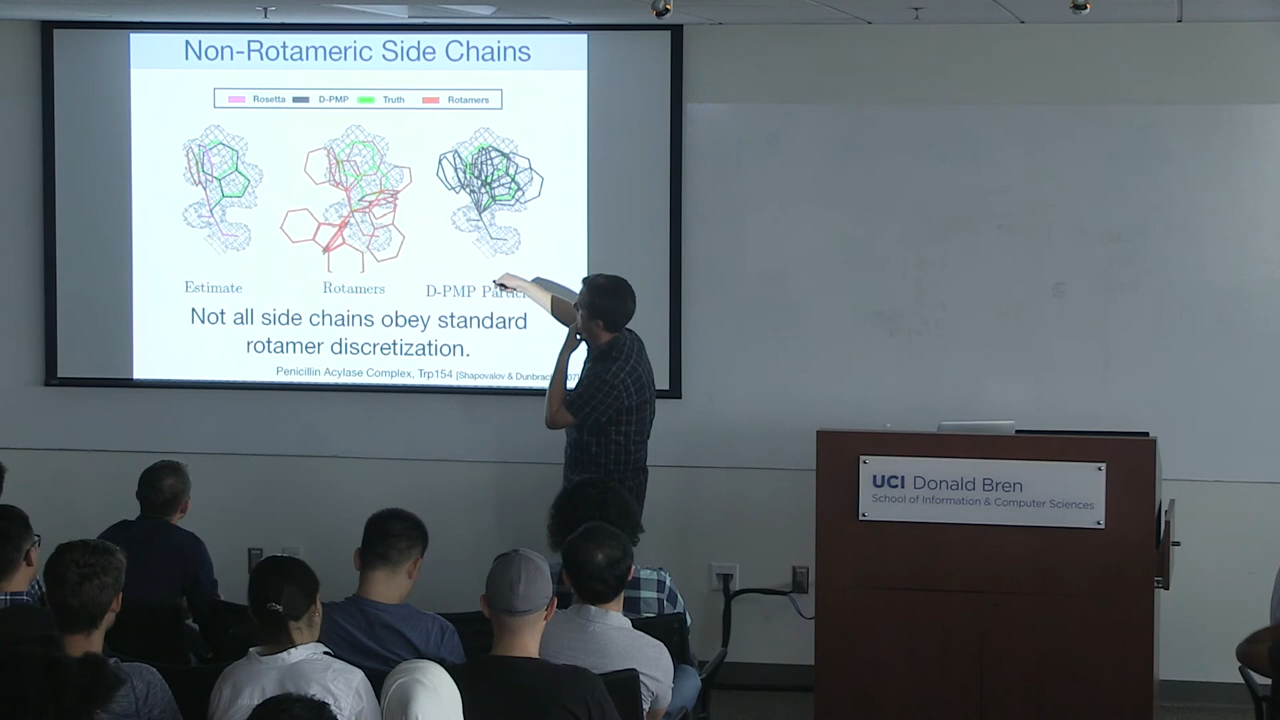 Non-Rotameric Side Chains
Rosetta D-PMP Truth Rotamers
Estimate Rotamers D-PMP
Not all side chains obey standard
rotamer discretization.
Penicillin Acylase Complex, Trp154 [Shapovalov &
UCI Donald Bren
School of Information & Computer Sciences